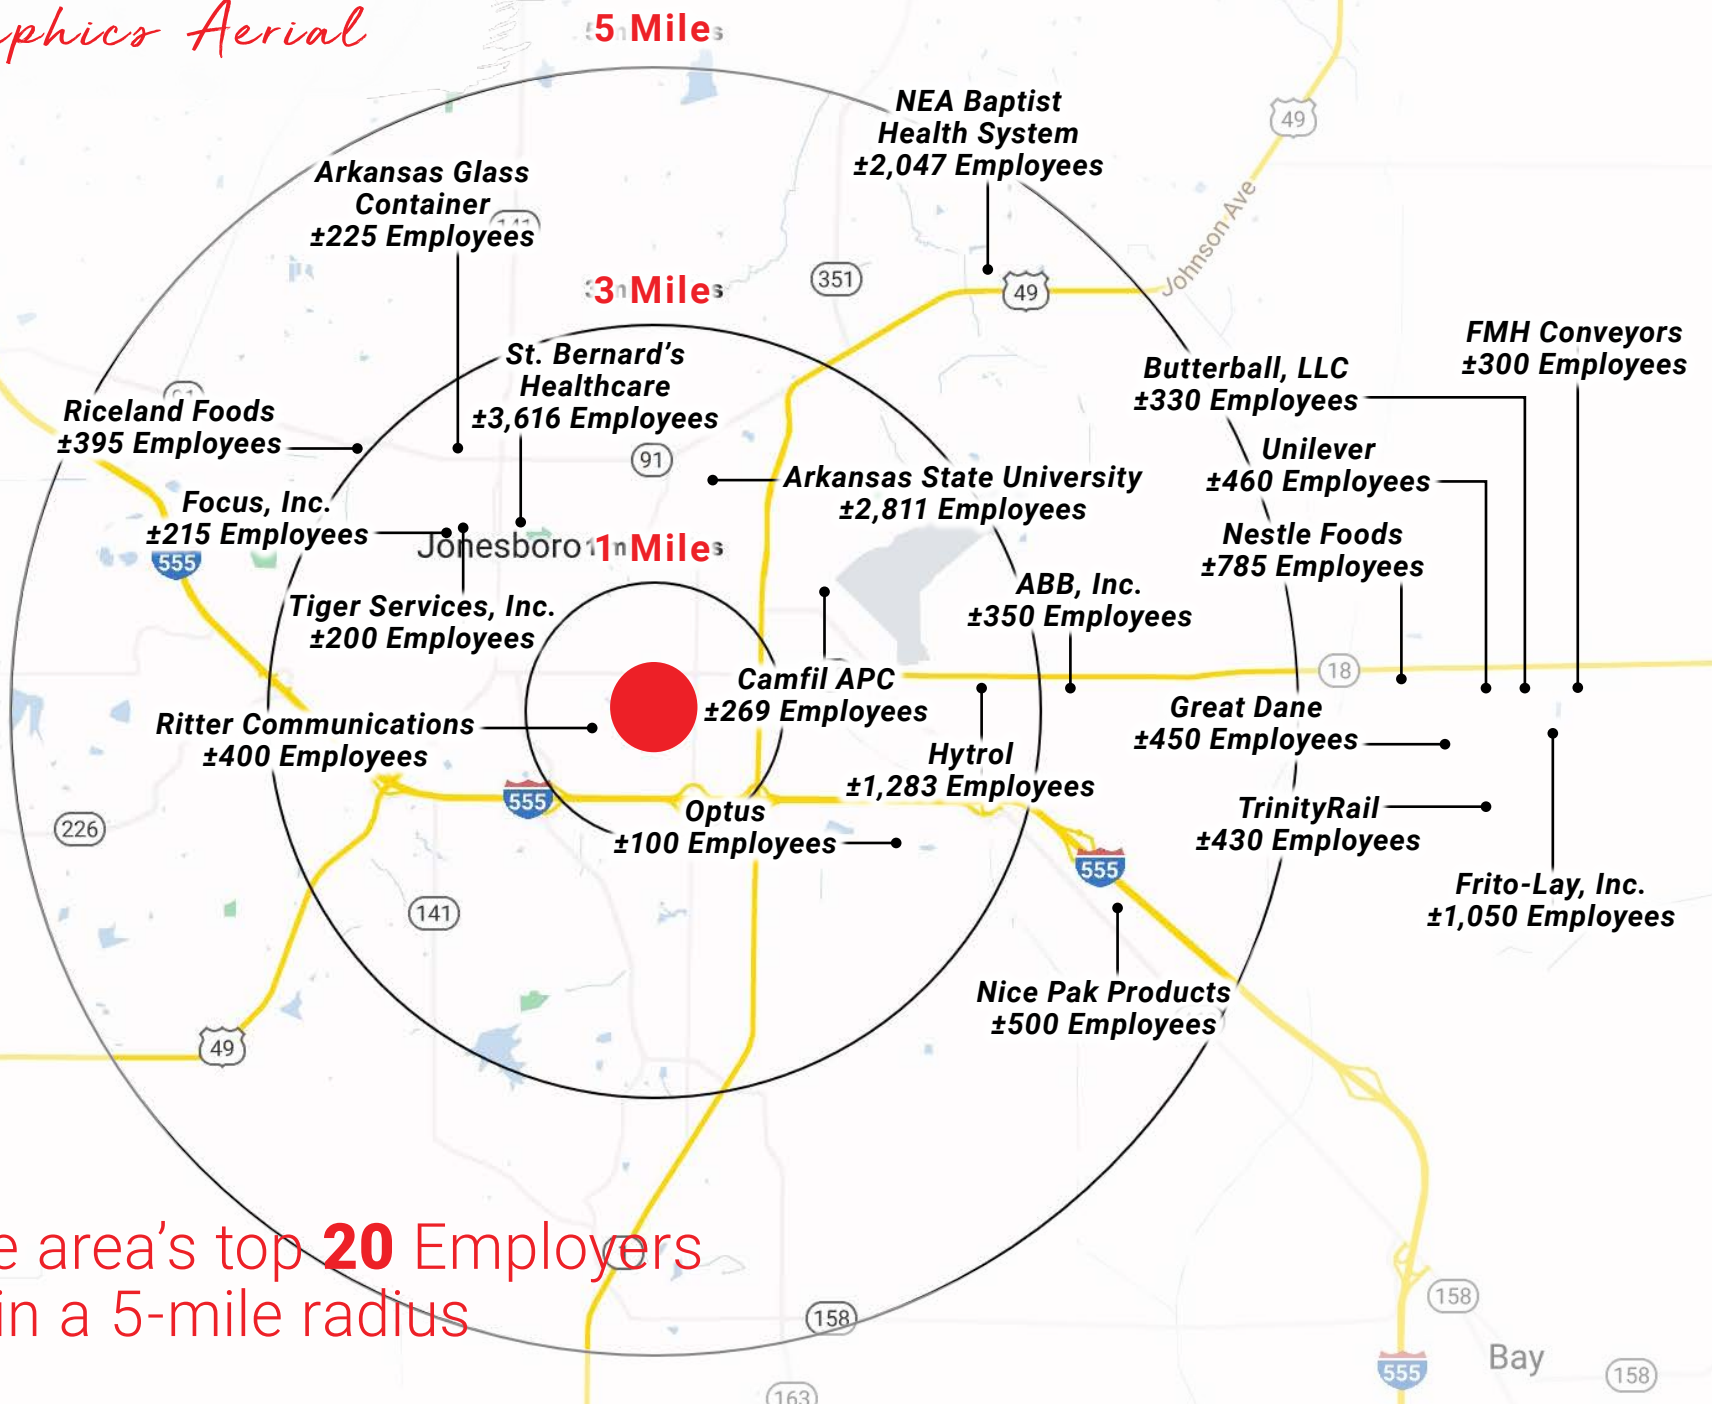 Aerial
5 Miles
NEA Baptist
Health System
±2,047 Employees
49
Johnson Ave
Arkansas Glass
Container
±225 Employees
351
49
3 Miles
FMH Conveyors
±300 Employees
Butterball, LLC
±330 Employees
St. Bernard's
Healthcare
±3,616 Employees
Riceland Foods
±395 Employees
91
Unilever
±460 Employees
Arkansas State University
±2,811 Employees
Focus, Inc.
±215 Employees
555
Jonesboro
1 Miles
Nestle Foods
±785 Employees
ABB, Inc.
±350 Employees
Tiger Services, Inc.
±200 Employees
18
Camfil APC
±269 Employees
Great Dane
±450 Employees
Ritter Communications
±400 Employees
Hytrol
±1,283 Employees
555
Optus
±100 Employees
TrinityRail
±430 Employees
226
555
Frito-Lay, Inc.
±1,050 Employees
141
Nice Pak Products
±500 Employees
49
area's top 20 Employers
in a 5-mile radius
158
158
Bay
555
158
163